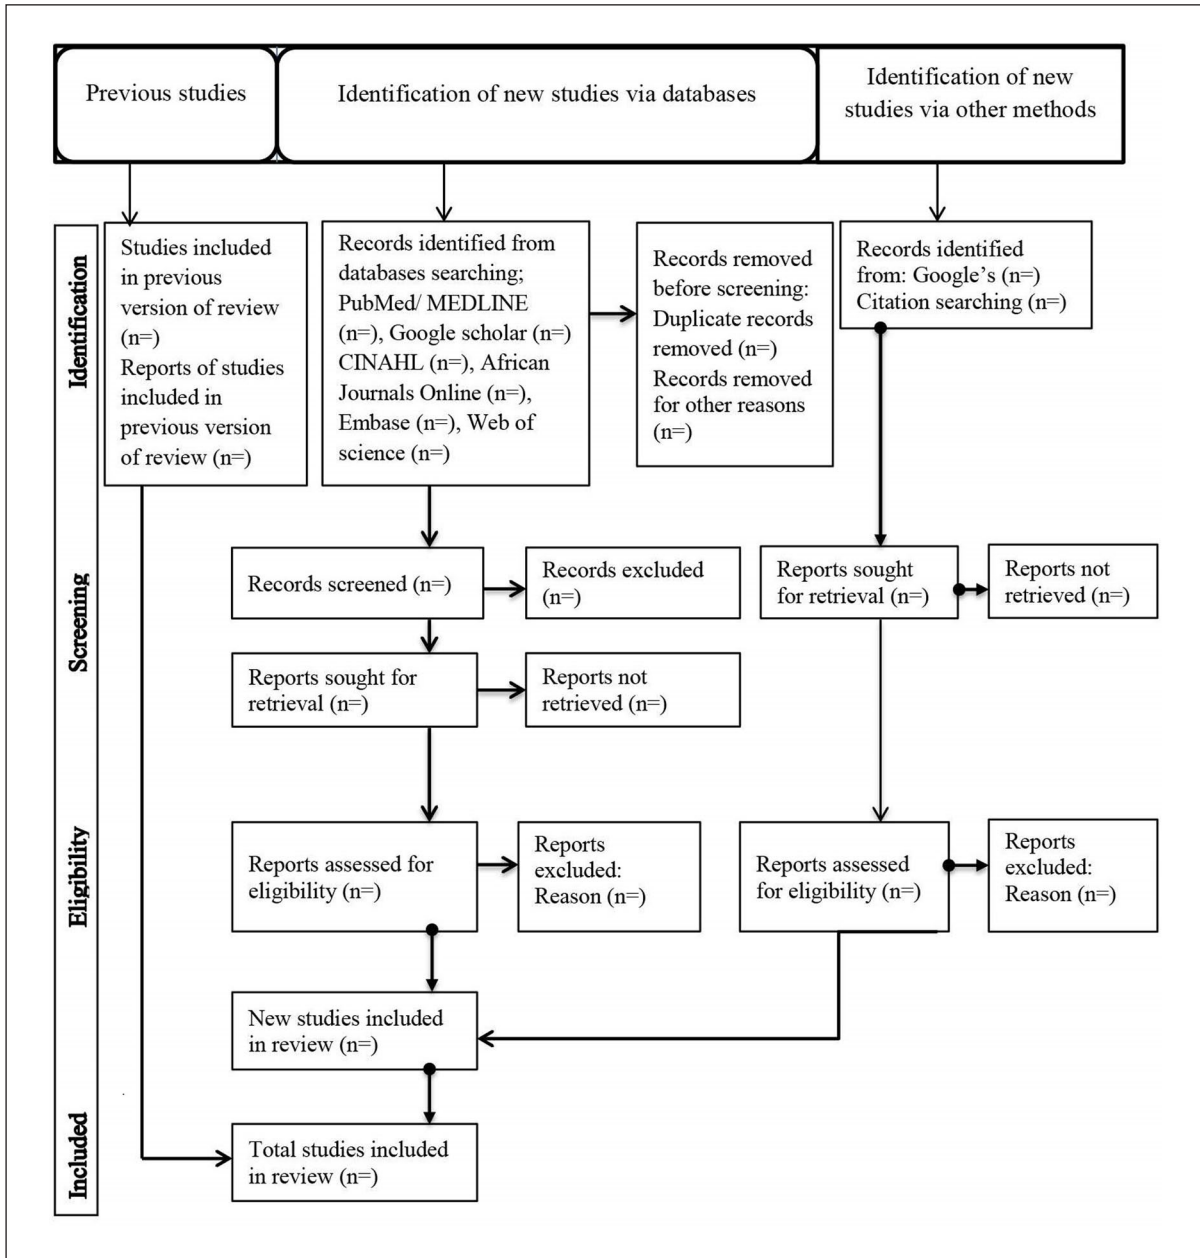 Previous studies
Identification of new studies via databases
Identification of new
studies via other methods
Identification
Studies included
in previous
version of review
(n=)
Reports of studies
included in
previous version
of review (n=)
Records identified from
databases searching;
PubMed/ MEDLINE
(n=), Google scholar (n=)
CINAHL (n=), African
Journals Online (n=),
Embase (n=), Web of
science (n=)
Records removed
before screening:
Duplicate records
removed (n=)
Records removed
for other reasons
(n=)
Records identified
from: Google’s (n=)
Citation searching (n=)
Screening
Records screened (n=)
Records excluded
(n=)
Reports sought
for retrieval (n=)
Reports not
retrieved (n=)
Reports sought for
retrieval (n=)
Reports not
retrieved (n=)
Eligibility
Reports assessed for
eligibility (n=)
Reports
excluded:
Reason (n=)
Reports assessed
for eligibility (n=)
Reports
excluded:
Reason (n=)
New studies included
in review (n=)
Included
Total studies included
in review (n=)